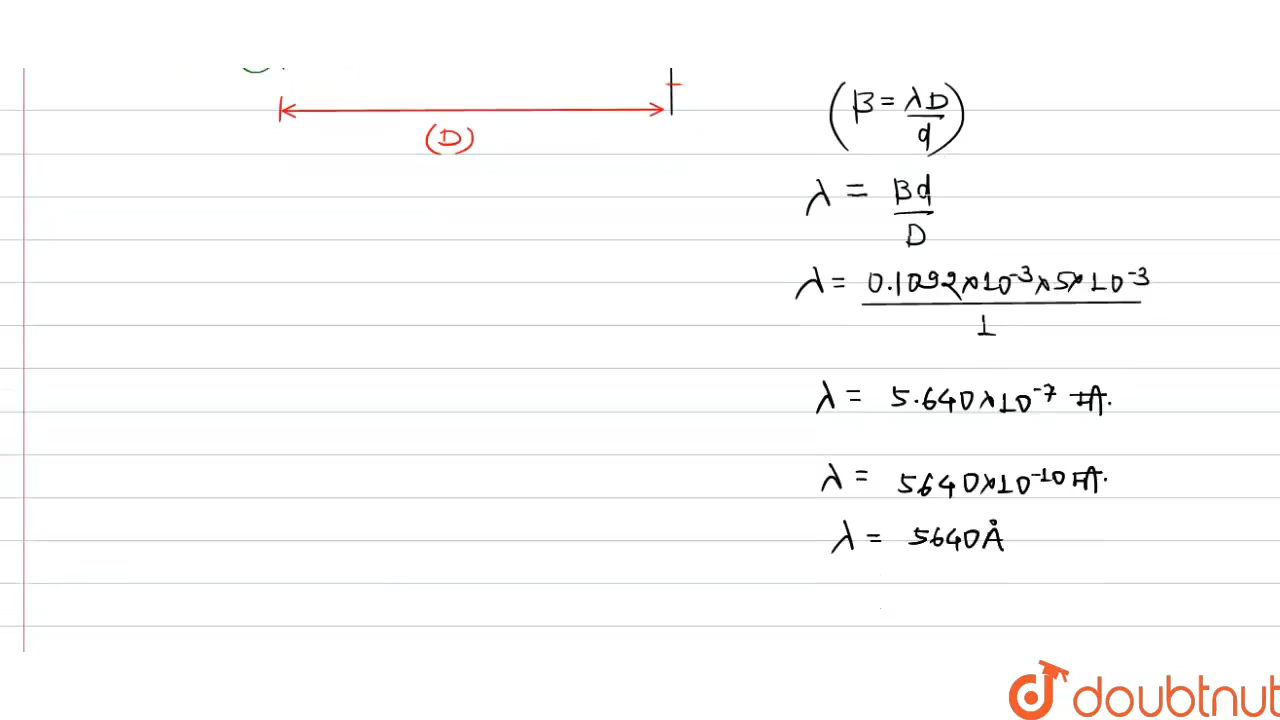 (D)
(β = λD/d)
λ = βd/D
λ = 0.1092×10⁻³×5×10⁻³/1
λ = 5.640×10⁻⁷
λ = 5640×10⁻¹⁰
λ = 5640Å
doubtnut